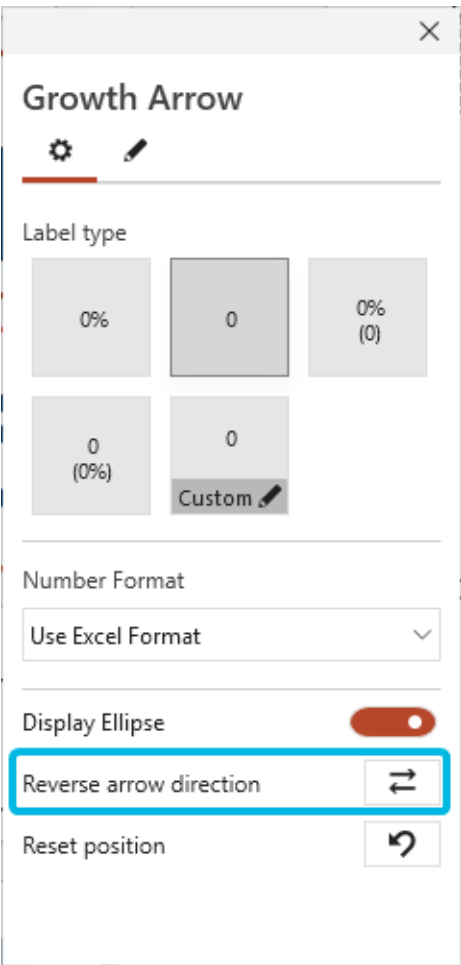 Growth Arrow
Label type
0%
0
0%
(0)
0
(0%)
0
Custom
Number Format
Use Excel Format
Display Ellipse
Reverse arrow direction
Reset position